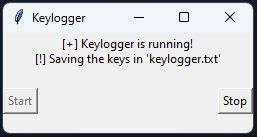 Keylogger
[+] Keylogger is running!
[!] Saving the keys in 'keylogger.txt'
Start
Stop